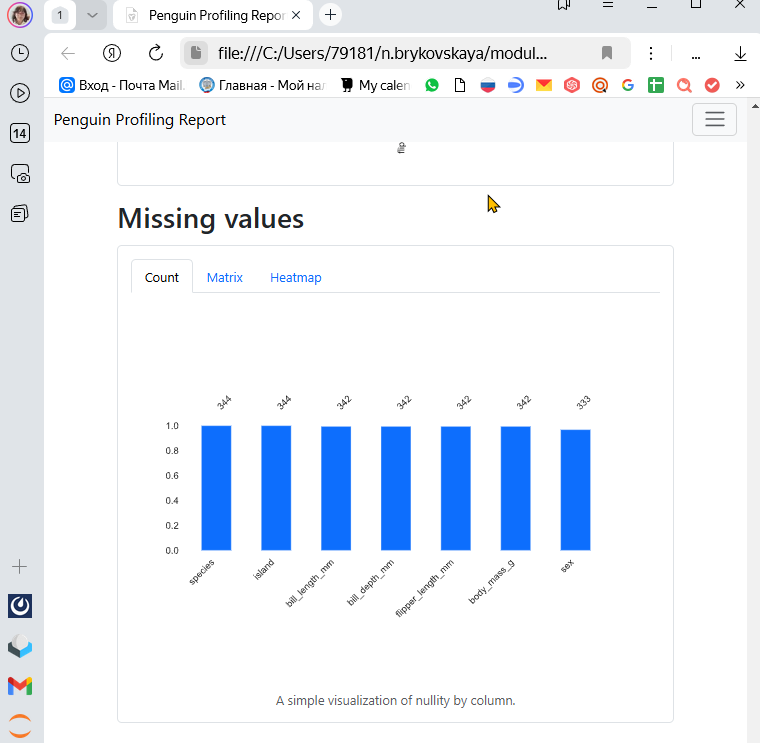 1
Penguin Profiling Repor
file:///C:/Users/79181/n.brykovskaya/modul...
Вход - Почта Mail.
Главная - Мой нал
My calen
14
Penguin Profiling Report
Missing values
Count
Matrix
Heatmap
344
344
342
342
342
342
333
1.0
0.8
0.6
0.4
0.2
0.0
species
island
bill_length_mm
bill_depth_mm
flipper_length_mm
body_mass_g
sex
A simple visualization of nullity by column.